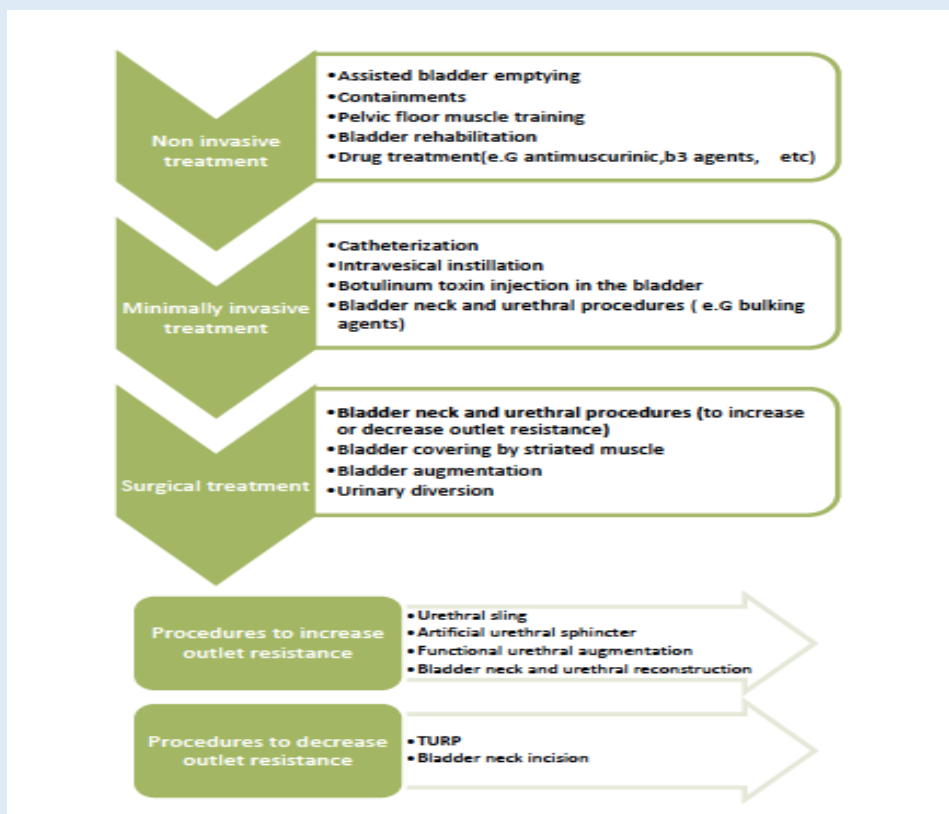 Non invasive
treatment
•Assisted bladder emptying
•Containments
•Pelvic floor muscle training
•Bladder rehabilitation
•Drug treatment(e.G antimuscurinic,b3 agents, etc)
Minimally invasive
treatment
•Catheterization
•Intravesical instillation
•Botulinum toxin injection in the bladder
•Bladder neck and urethral procedures ( e.G bulking
agents)
Surgical treatment
•Bladder neck and urethral procedures (to increase
or decrease outlet resistance)
•Bladder covering by striated muscle
•Bladder augmentation
•Urinary diversion
Procedures to increase
outlet resistance
•Urethral sling
•Artificial urethral sphincter
•Functional urethral augmentation
•Bladder neck and urethral reconstruction
Procedures to decrease
outlet resistance
•TURP
•Bladder neck incision